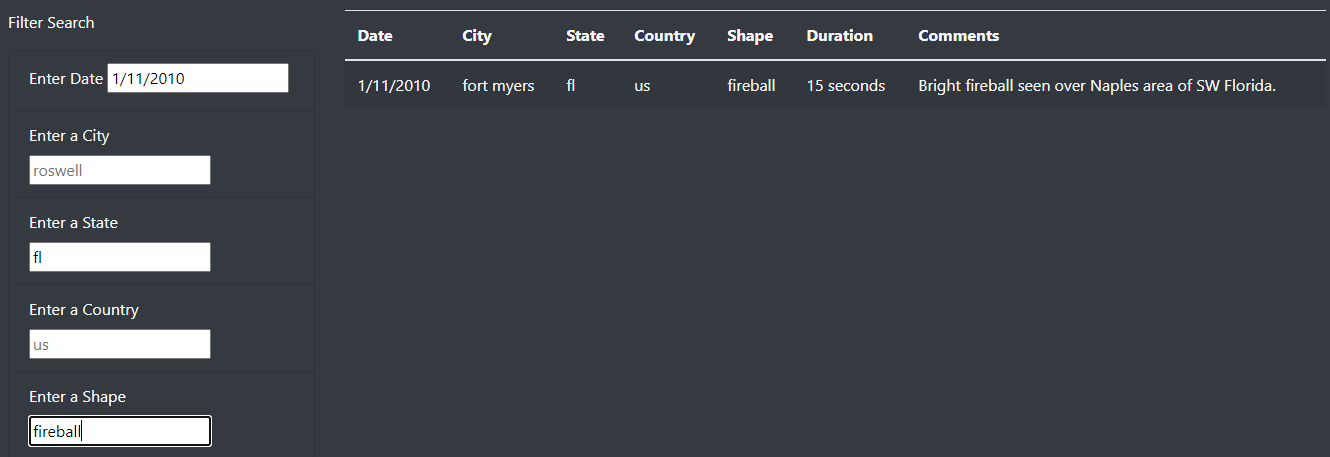 Filter Search
Enter Date 1/11/2010
Enter a City
roswell
Enter a State
fl
Enter a Country
us
Enter a Shape
fireball
Date City State Country Shape Duration Comments
1/11/2010 fort myers fl us fireball 15 seconds Bright fireball seen over Naples area of SW Florida.